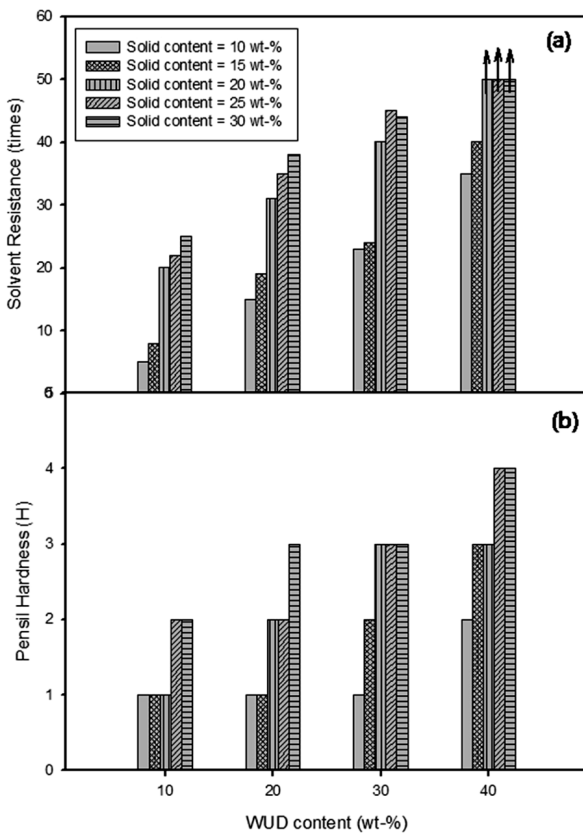 60
(a)
Solid content = 10 wt-%
Solid content = 15 wt-%
Solid content = 20 wt-%
Solid content = 25 wt-%
Solid content = 30 wt-%
50
40
30
20
10
Solvent Resistance (times)
(b)
4
3
2
1
0
Pensil Hardness (H)
10 20 30 40
WUD content (wt-%)